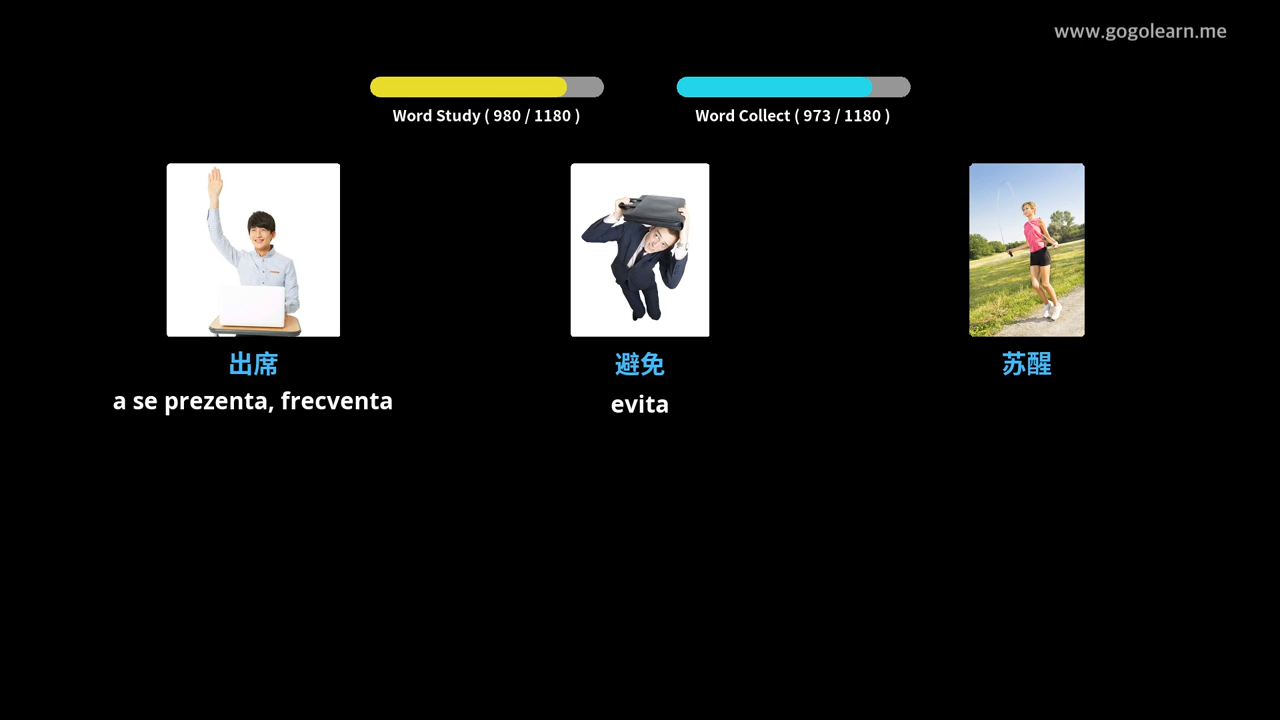 www.gogolearn.me
Word Study ( 980 / 1180 )
Word Collect ( 973 / 1180 )
出席
避免
苏醒
a se prezenta, frecventa
evita